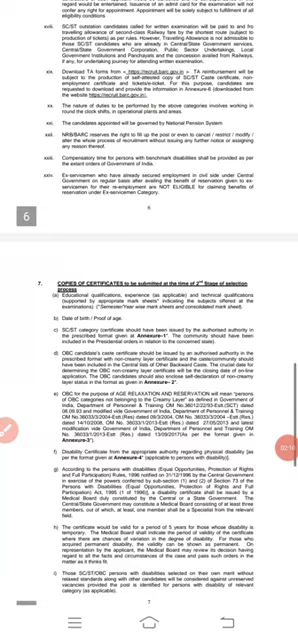 regard would be entertained. Issuance of an admit card for the examination will not
confer any right for appointment. Appointment will be solely subject to fulfillment of all
eligibility conditions
xviii. SC/ST outstation candidates called for written examination will be paid to and fro
travelling allowance of second-class Railway fare by the shortest route (subject to
production of tickets) as per rules. However, Travelling Allowance is not admissible to
those SC/ST candidates who are already in Central/State Government services,
Central/State Government Corporation, Public Sector Undertakings, Local
Government Institutions and Panchayats and the concession availed from Railways,
if any, for undertaking journey for attending written examination.
xix. Download TA forms from < https://recruit.barc.gov.in > TA reimbursement will be
subject to the production of self-attested copy of SC/ST Caste certificate, non-
employment certificate and tickets/e-ticket. For this purpose, candidates are
requested to download and provide the information in Annexure-6 (downloaded from
the website https://recruit.barc.gov.in).
xx. The nature of duties to be performed by the above categories involves working in
round the clock shifts, in operational plants and areas.
xxi. The candidates appointed will be governed by National Pension System
xxii. NRB/BARC reserves the right to fill up the post or even to cancel / restrict / modify /
alter the whole process of recruitment without issuing any further notice or assigning
any reason thereof.
xxiii. Compensatory time for persons with benchmark disabilities shall be provided as per
the extant orders of Government of India.
xxiv. Ex-servicemen who have already secured employment in civil side under Central
Government on regular basis after availing the benefit of reservation given to ex-
servicemen for their re-employment are NOT ELIGIBLE for claiming benefits of
reservation under Ex-servicemen Category.
6
6
7. COPIES OF CERTIFICATES to be submitted at the time of 2nd Stage of selection
process
(a) Educational qualifications, experience (as applicable) and technical qualifications
(supported by appropriate mark sheets* indicating the subjects offered at the
examinations). (* Semester/Year wise mark sheets and consolidated mark sheet).
b) Date of birth / Proof of age.
c) SC/ST category (certificate should have been issued by the authorised authority in
the prescribed format given at Annexure-1". The community should have been
included in the Presidential orders in relation to the concerned state).
d) OBC candidate's caste certificate should be issued by an authorised authority in the
prescribed format with non-creamy layer certificate and the caste/community should
have been included in the Central list of Other Backward Caste. The crucial date for
determining the OBC non-creamy layer certificate will be the closing date of on-line
application. The OBC candidates should also enclose self-declaration of non-creamy
layer status in the format as given in Annexure- 2".
e) OBC for the purpose of AGE RELAXATION AND RESERVATION will mean "persons
of OBC categories not belonging to the Creamy Layer" as defined in Government of
India, Department of Personnel & Training OM No.36012/22/93-Estt.(SCT) dated
08.09.93 and modified vide Government of India, Department of Personnel & Training
OM No.36033/3/2004-Estt (Res) dated 09/3/2004, OM No. 36033/3/2004 –Estt.(Res.)
dated 14/10/2008, OM No. 36033/1/2013-Estt (Res.) dated 27/05/2013 and latest
modification vide Government of India, Department of Personnel and Training OM
No. 36033/1/2013-Estt (Res.) dated 13/09/2017(As per the format given in
Annexure-3").
f) Disability Certificate from the appropriate authority regarding physical disability [as
per the format given at Annexure-4" (applicable to persons with disability)].
g) According to the persons with disabilities (Equal Opportunities, Protection of Rights
and Full Participation) Rules, 1996 notified on 31/12/1996 by the Central Government
in exercise of the powers conferred by sub-section (1) and (2) of Section 73 of the
Persons with Disabilities (Equal Opportunities, Protection of Rights and Full
Participation) Act, 1995 (1 of 1996)], a disability certificate shall be issued by a
Medical Board duly constituted by the Central or a State Government. The
Central/State Government may constitute a Medical Board consisting of at least three
members, out of which, at least, one member shall be a Specialist from the relevant
field.
h) The certificate would be valid for a period of 5 years for those whose disability is
temporary. The Medical Board shall indicate the period of validity of the certificate
where there are chances of variation in the degree of disability. For those who
acquired permanent disability, the validity can be shown as permanent. On
representation by the applicant, the Medical Board may review its decision having
regard to all the facts and circumstances of the case and pass such orders in the
matter as it thinks fit.
i) Those SC/ST/OBC persons with disabilities selected on their own merit without
relaxed standards along with other candidates will be considered against unreserved
vacancies provided the post is identified for persons with disability of relevant
category (as applicable).
7
02:10